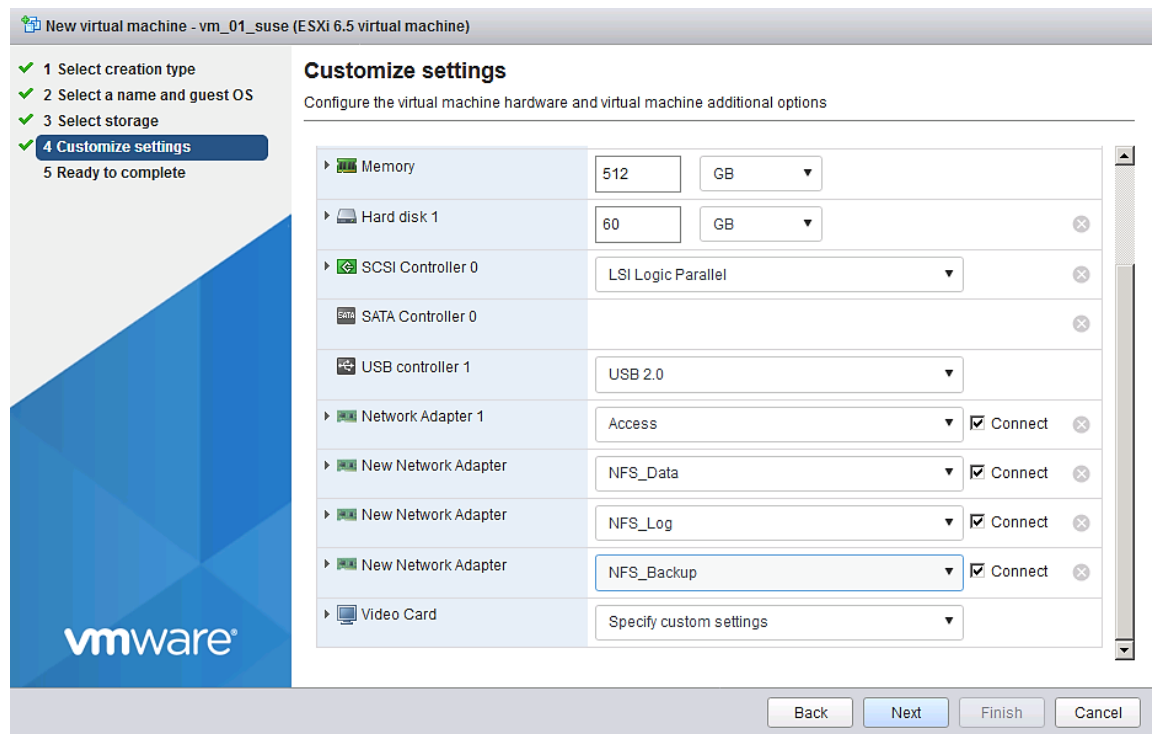 New virtual machine - vm_01_suse (ESXi 6.5 virtual machine)
1 Select creation type
2 Select a name and guest OS
3 Select storage
4 Customize settings
5 Ready to complete
vmware®
Customize settings
Configure the virtual machine hardware and virtual machine additional options
Memory 512 GB
Hard disk 1 60 GB
SCSI Controller 0 LSI Logic Parallel
SATA SATA Controller 0
USB controller 1 USB 2.0
Network Adapter 1 Access Connect
New Network Adapter NFS_Data Connect
New Network Adapter NFS_Log Connect
New Network Adapter NFS_Backup Connect
Video Card Specify custom settings
Back Next Finish Cancel